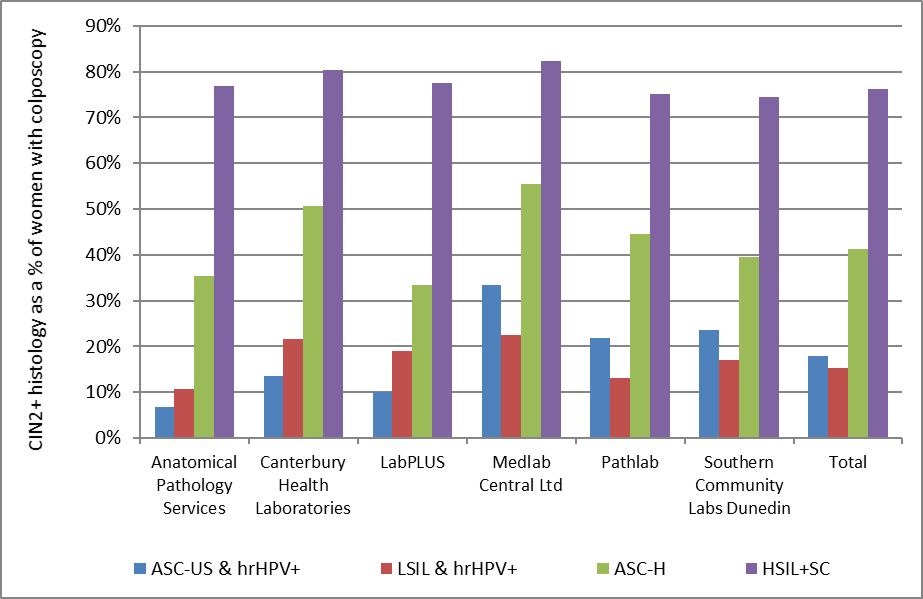 CIN2+ histology as a % of women with colposcopy
90%
80%
70%
60%
50%
40%
30%
20%
10%
0%
Anatomical
Pathology
Services
Canterbury
Health
Laboratories
LabPLUS
Medlab
Central Ltd
Pathlab
Southern
Community
Labs Dunedin
Total
ASC-US & hrHPV+
LSIL & hrHPV+
ASC-H
HSIL+SC